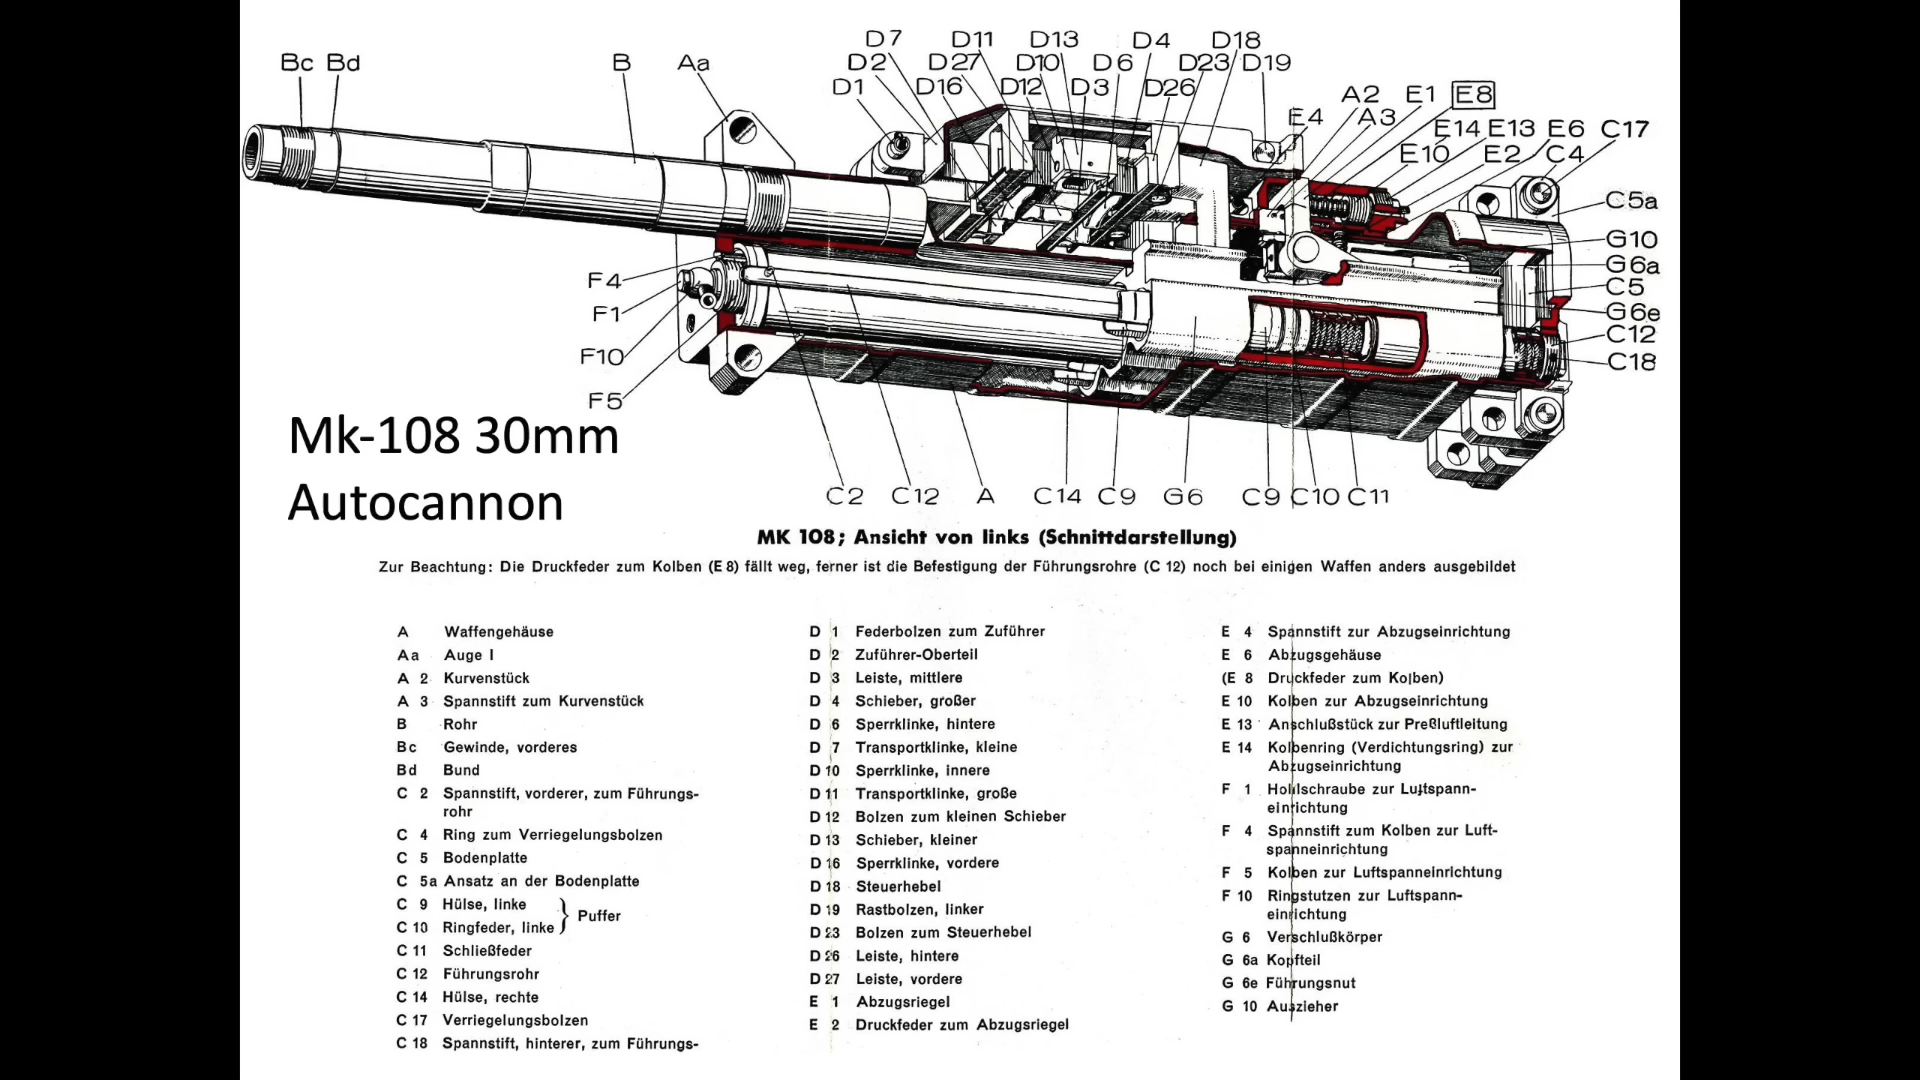 D7 D11 D13 D4 D18
Bc Bd B Aa D2 D27 D10 D6 D23 D19
D1 D16 D12 D3 D26
A2 E1 E8
E4 A3
E14 E13 E6 C17
E10 E2 C4
C5a
G10
G6a
C5
G6e
C12
C18
F4
F1
F10
F5
Mk-108 30mm
Autocannon
C2 C12 A C14 C9 G6 C9 C10 C11
MK 108; Ansicht von links (Schnittdarstellung)
Zur Beachtung: Die Druckfeder zum Kolben (E 8) fällt weg, ferner ist die Befestigung der Führungsrohre (C 12) noch bei einigen Waffen anders ausgebildet
A Waffengehäuse
Aa Auge I
A 2 Kurvenstück
A 3 Spannstift zum Kurvenstück
B Rohr
Bc Gewinde, vorderes
Bd Bund
C 2 Spannstift, vorderer, zum Führungs-
rohr
C 4 Ring zum Verriegelungsbolzen
C 5 Bodenplatte
C 5a Ansatz an der Bodenplatte
C 9 Hülse, linke
C 10 Ringfeder, linke } Puffer
C 11 Schließfeder
C 12 Führungsrohr
C 14 Hülse, rechte
C 17 Verriegelungsbolzen
C 18 Spannstift, hinterer, zum Führungs-
D 1 Federbolzen zum Zuführer
D 2 Zuführer-Oberteil
D 3 Leiste, mittlere
D 4 Schieber, großer
D 6 Sperrklinke, hintere
D 7 Transportklinke, kleine
D 10 Sperrklinke, innere
D 11 Transportklinke, große
D 12 Bolzen zum kleinen Schieber
D 13 Schieber, kleiner
D 16 Sperrklinke, vordere
D 18 Steuerhebel
D 19 Rastbolzen, linker
D 23 Bolzen zum Steuerhebel
D 26 Leiste, hintere
D 27 Leiste, vordere
E 1 Abzugsriegel
E 2 Druckfeder zum Abzugsriegel
E 4 Spannstift zur Abzugseinrichtung
E 6 Abzugsgehäuse
(E 8 Druckfeder zum Kolben)
E 10 Kolben zur Abzugseinrichtung
E 13 Anschlußstück zur Preßluftleitung
E 14 Kolbenring (Verdichtungsring) zur
Abzugseinrichtung
F 1 Hohlschraube zur Luftspann-
einrichtung
F 4 Spannstift zum Kolben zur Luft-
spanneinrichtung
F 5 Kolben zur Luftspanneinrichtung
F 10 Ringstutzen zur Luftspann-
einrichtung
G 6 Verschlußkörper
G 6a Kopfteil
G 6e Führungsnut
G 10 Auszieher